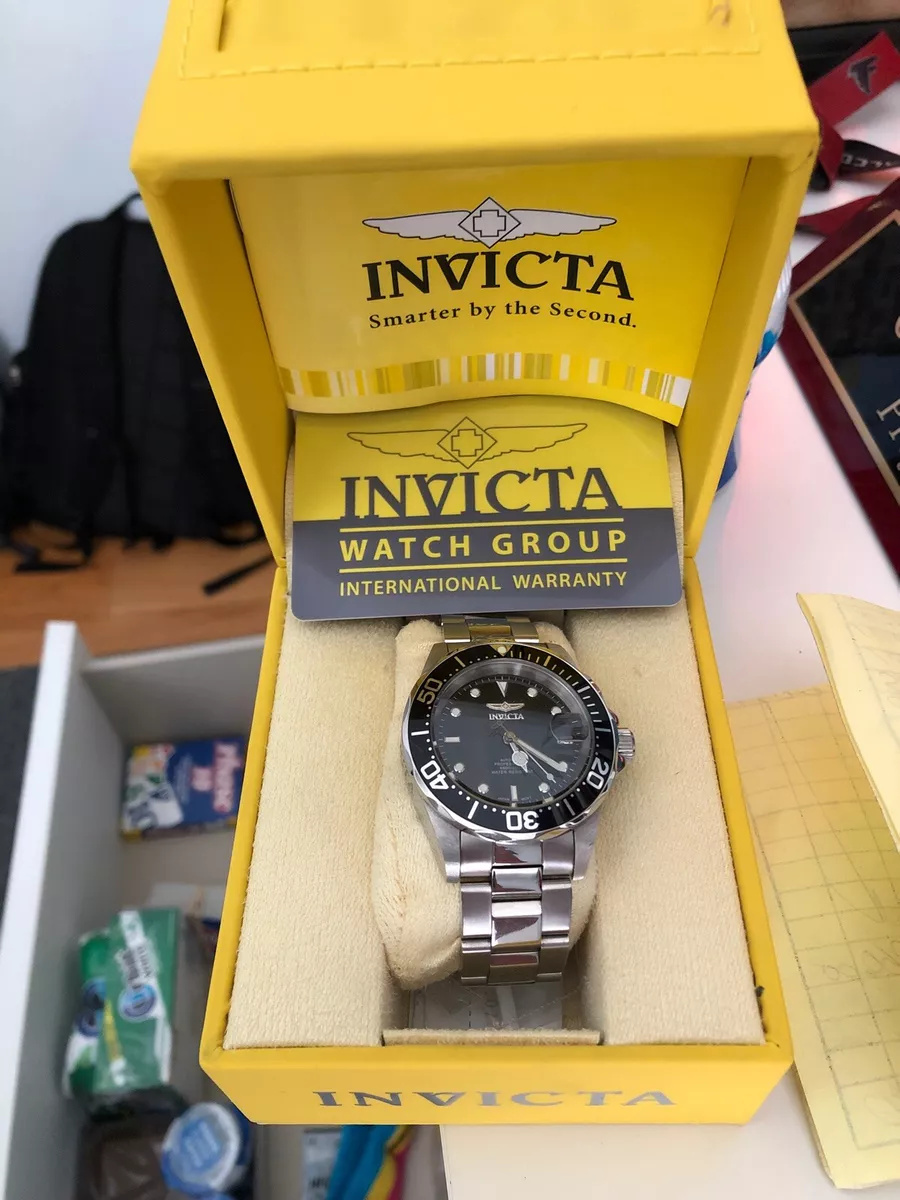 INVICTA
Smarter by the Second.
INVICTA
WATCH GROUP
INTERNATIONAL WARRANTY
50
INVICTA
40
20
30
INVICTA